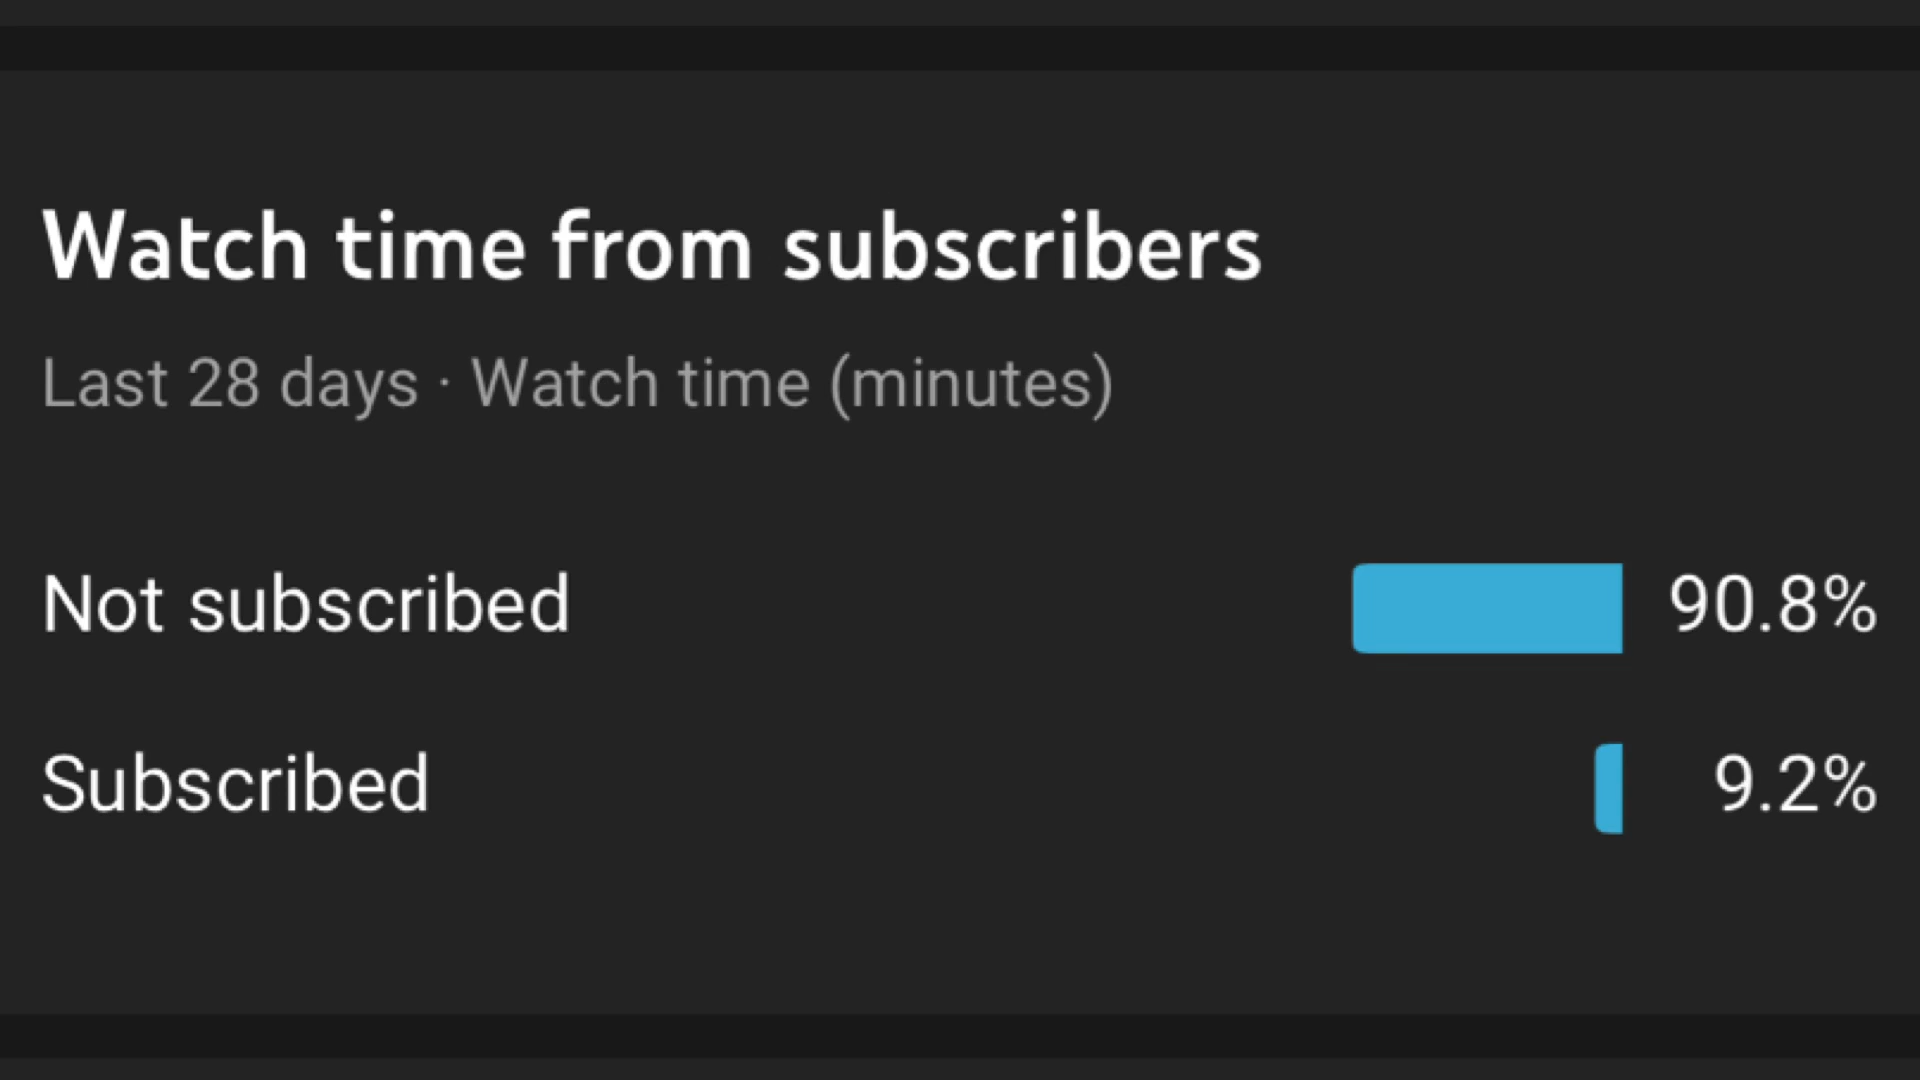 Watch time from subscribers
Last 28 days · Watch time (minutes)
Not subscribed 90.8%
Subscribed 9.2%